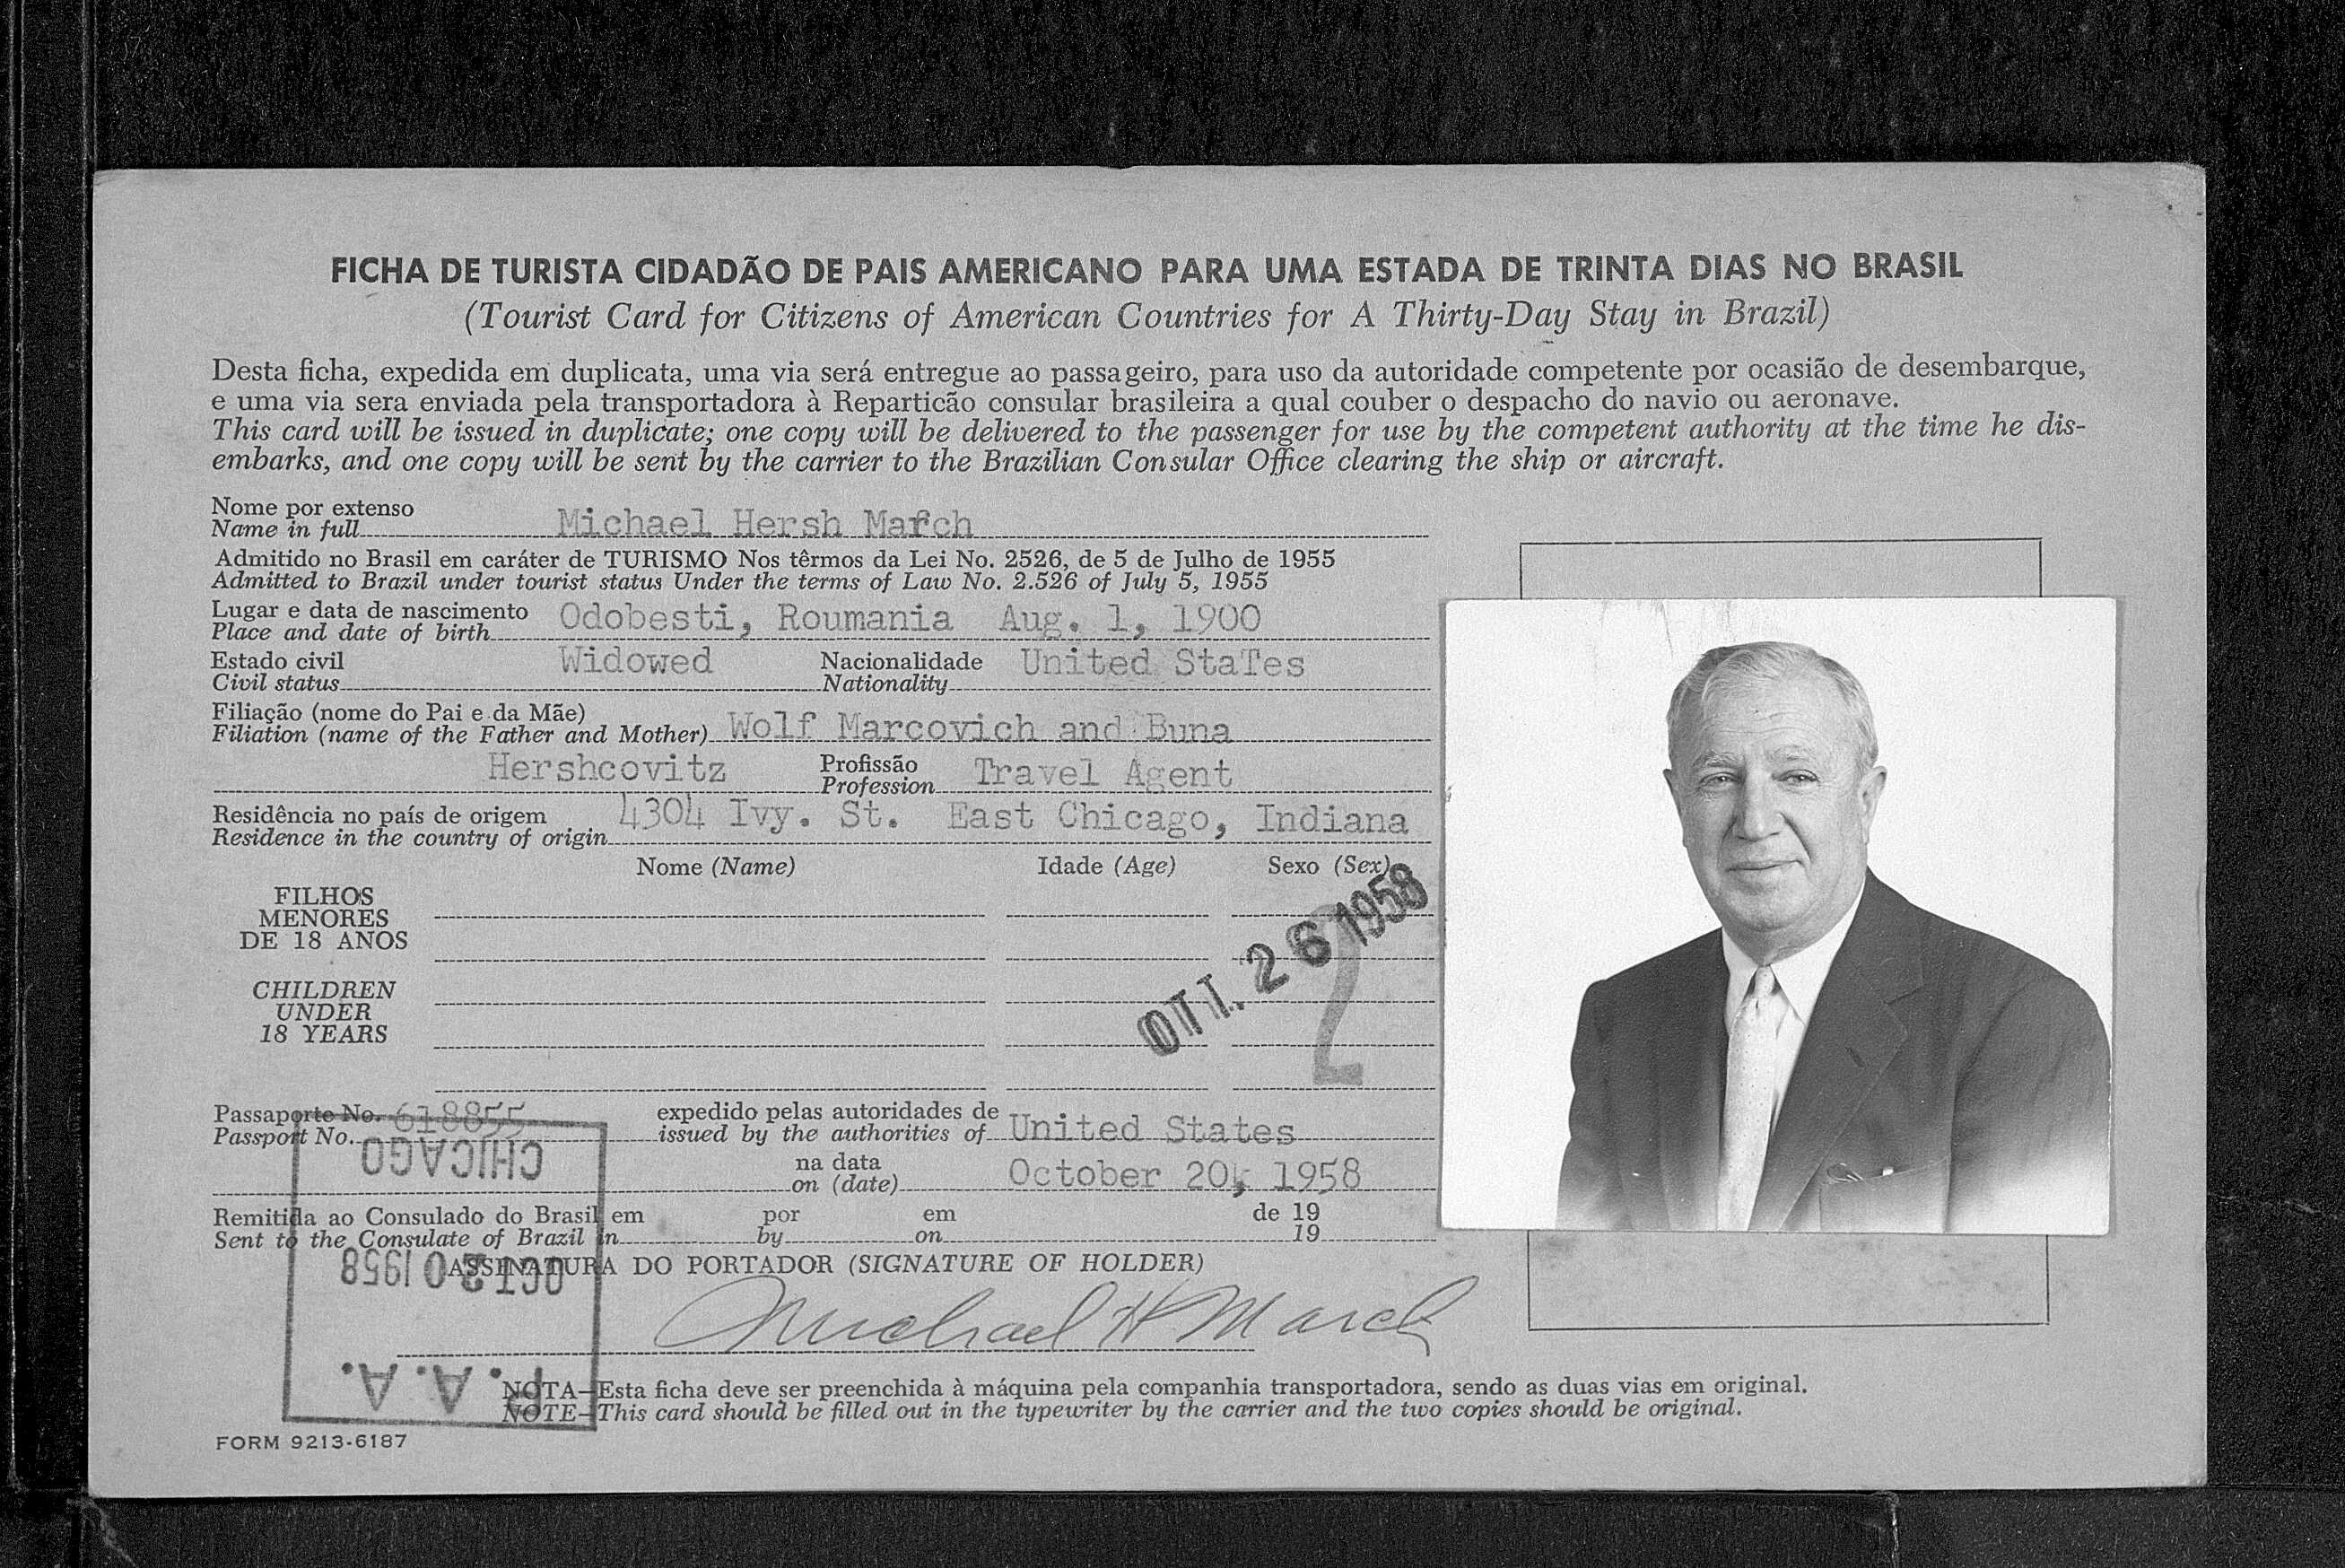 FICHA DE TURISTA CIDADÃO DE PAIS AMERICANO PARA UMA ESTADA DE TRINTA DIAS NO BRASIL
(Tourist Card for Citizens of American Countries for A Thirty-Day Stay in Brazil)
Desta ficha, expedida em duplicata, uma via será entregue ao passageiro, para uso da autoridade competente por ocasião de desembarque,
e uma via sera enviada pela transportadora à Reparticão consular brasileira a qual couber o despacho do navio ou aeronave.
This card will be issued in duplicate; one copy will be delivered to the passenger for use by the competent authority at the time he dis-
embarks, and one copy will be sent by the carrier to the Brazilian Consular Office clearing the ship or aircraft.
Nome por extenso
Name in full Michael Hersh March
Admitido no Brasil em caráter de TURISMO Nos têrmos da Lei No. 2526, de 5 de Julho de 1955
Admitted to Brazil under tourist status Under the terms of Law No. 2.526 of July 5, 1955
Lugar e data de nascimento
Place and date of birth Odobesti, Roumania Aug. 1, 1900
Estado civil Nacionalidade
Civil status Widowed Nationality United StaTes
Filiação (nome do Pai e da Mãe)
Filiation (name of the Father and Mother) Wolf Marcovich and Buna
Hershcovitz Profissão
Profession Travel Agent
Residência no país de origem
Residence in the country of origin 4304 Ivy. St. East Chicago, Indiana
Nome (Name) Idade (Age) Sexo (Sex)
FILHOS
MENORES
DE 18 ANOS
CHILDREN
UNDER
18 YEARS
OUT. 26 1958
2
Passaporte No. expedido pelas autoridades de
Passport No. 618855 issued by the authorities of United States
na data
on (date) October 20, 1958
CHICAGO
Remitida ao Consulado do Brasil em por em de 19
Sent to the Consulate of Brazil in by on 19
OCT 20 1958
ASSINATURA DO PORTADOR (SIGNATURE OF HOLDER)
Michael H March
P. A. A.
NOTA—Esta ficha deve ser preenchida à máquina pela companhia transportadora, sendo as duas vias em original.
NOTE—This card should be filled out in the typewriter by the carrier and the two copies should be original.
FORM 9213-6187